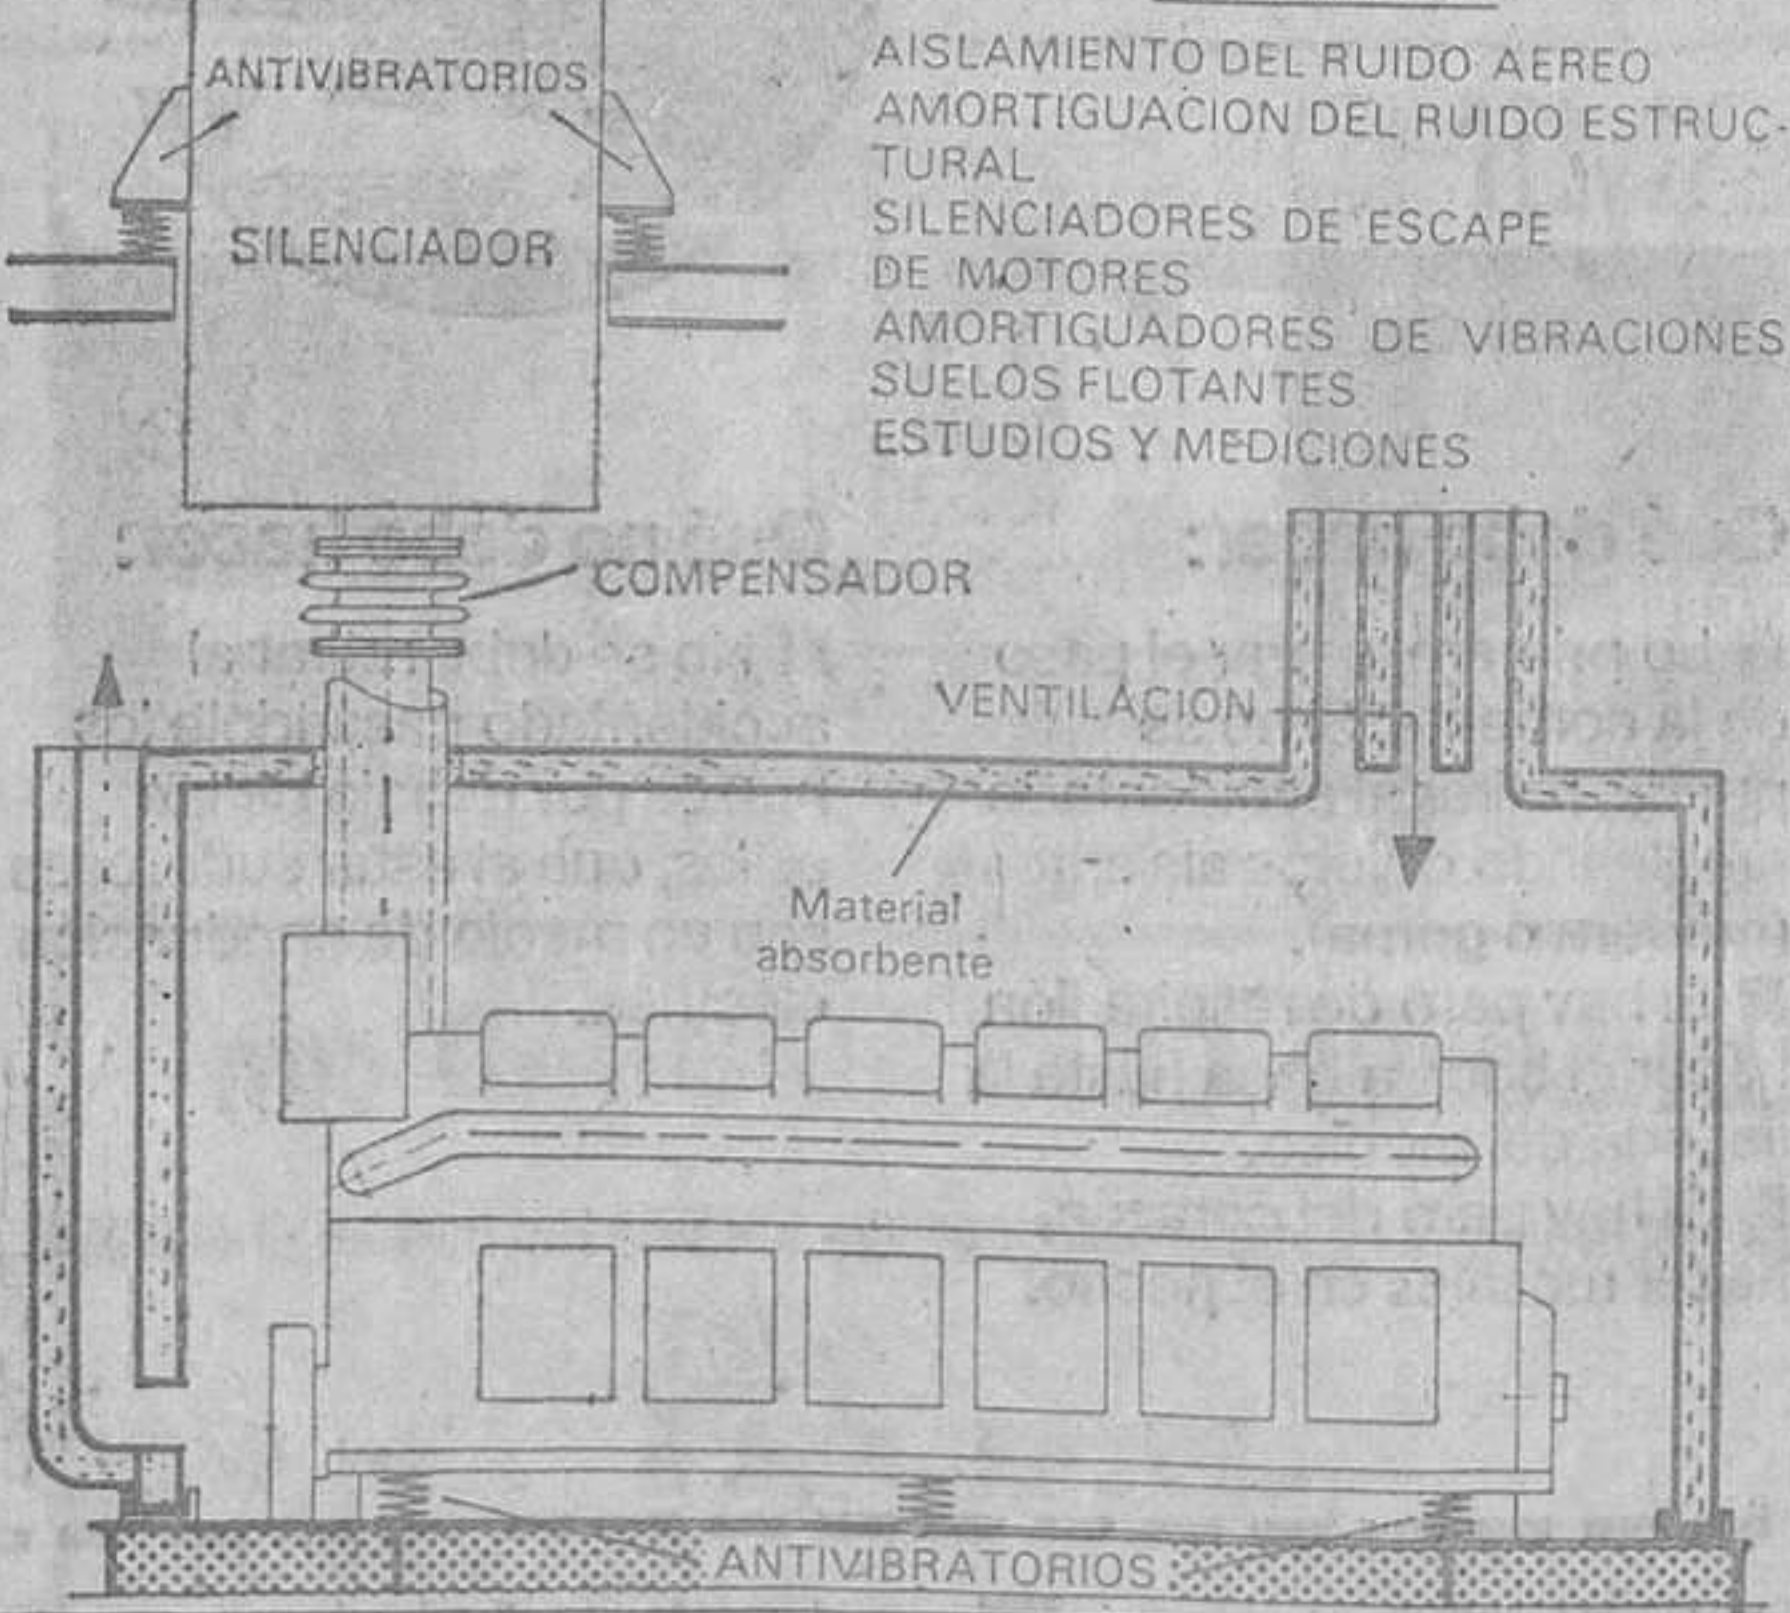 AISLAMIENTO DEL RUIDO AEREO
AMORTIGUACION DEL RUIDO ESTRUC-
TURAL
SILENCIADORES DE ESCAPE
DE MOTORES
AMORTIGUADORES DE VIBRACIONES
SUELOS FLOTANTES
ESTUDIOS Y MEDICIONES
ANTIVIBRATORIOS
SILENCIADOR
COMPENSADOR
VENTILACION
Material
absorbente
ANTIVIBRATORIOS